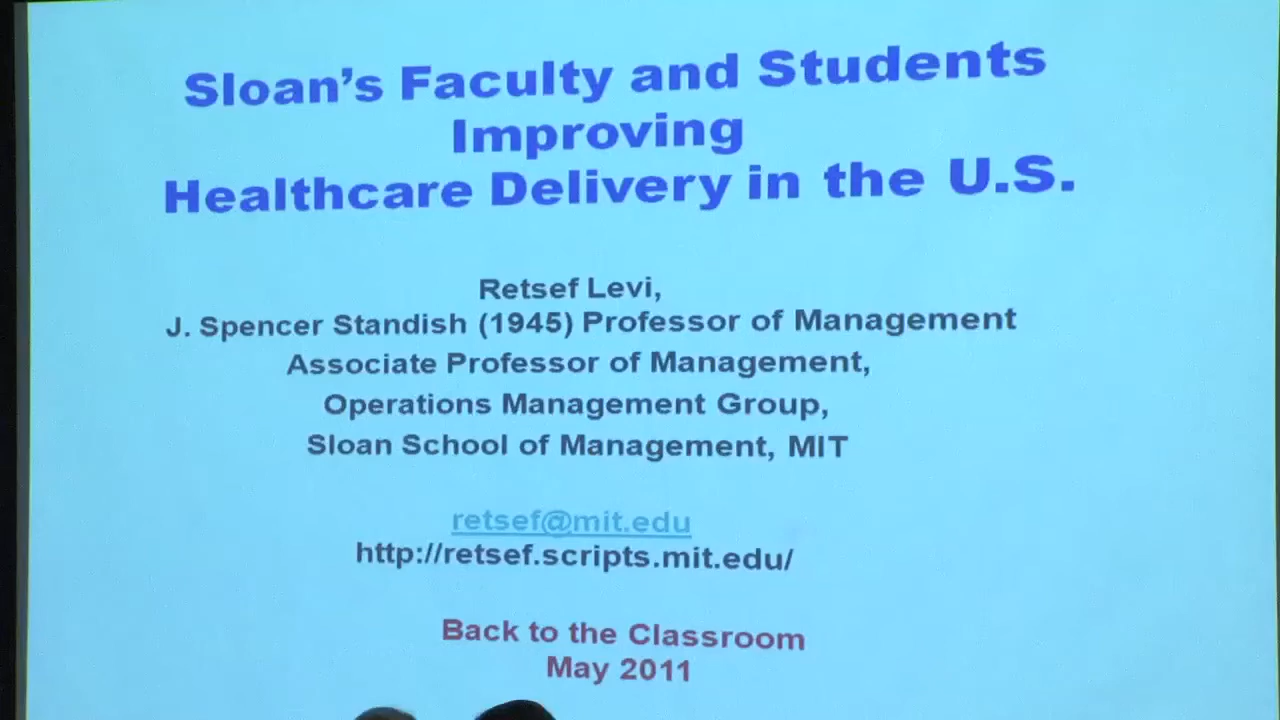 Sloan's Faculty and Students
Improving
Healthcare Delivery in the U.S.
Retsef Levi,
J. Spencer Standish (1945) Professor of Management
Associate Professor of Management,
Operations Management Group,
Sloan School of Management, MIT
retsef@mit.edu
http://retsef.scripts.mit.edu/
Back to the Classroom
May 2011